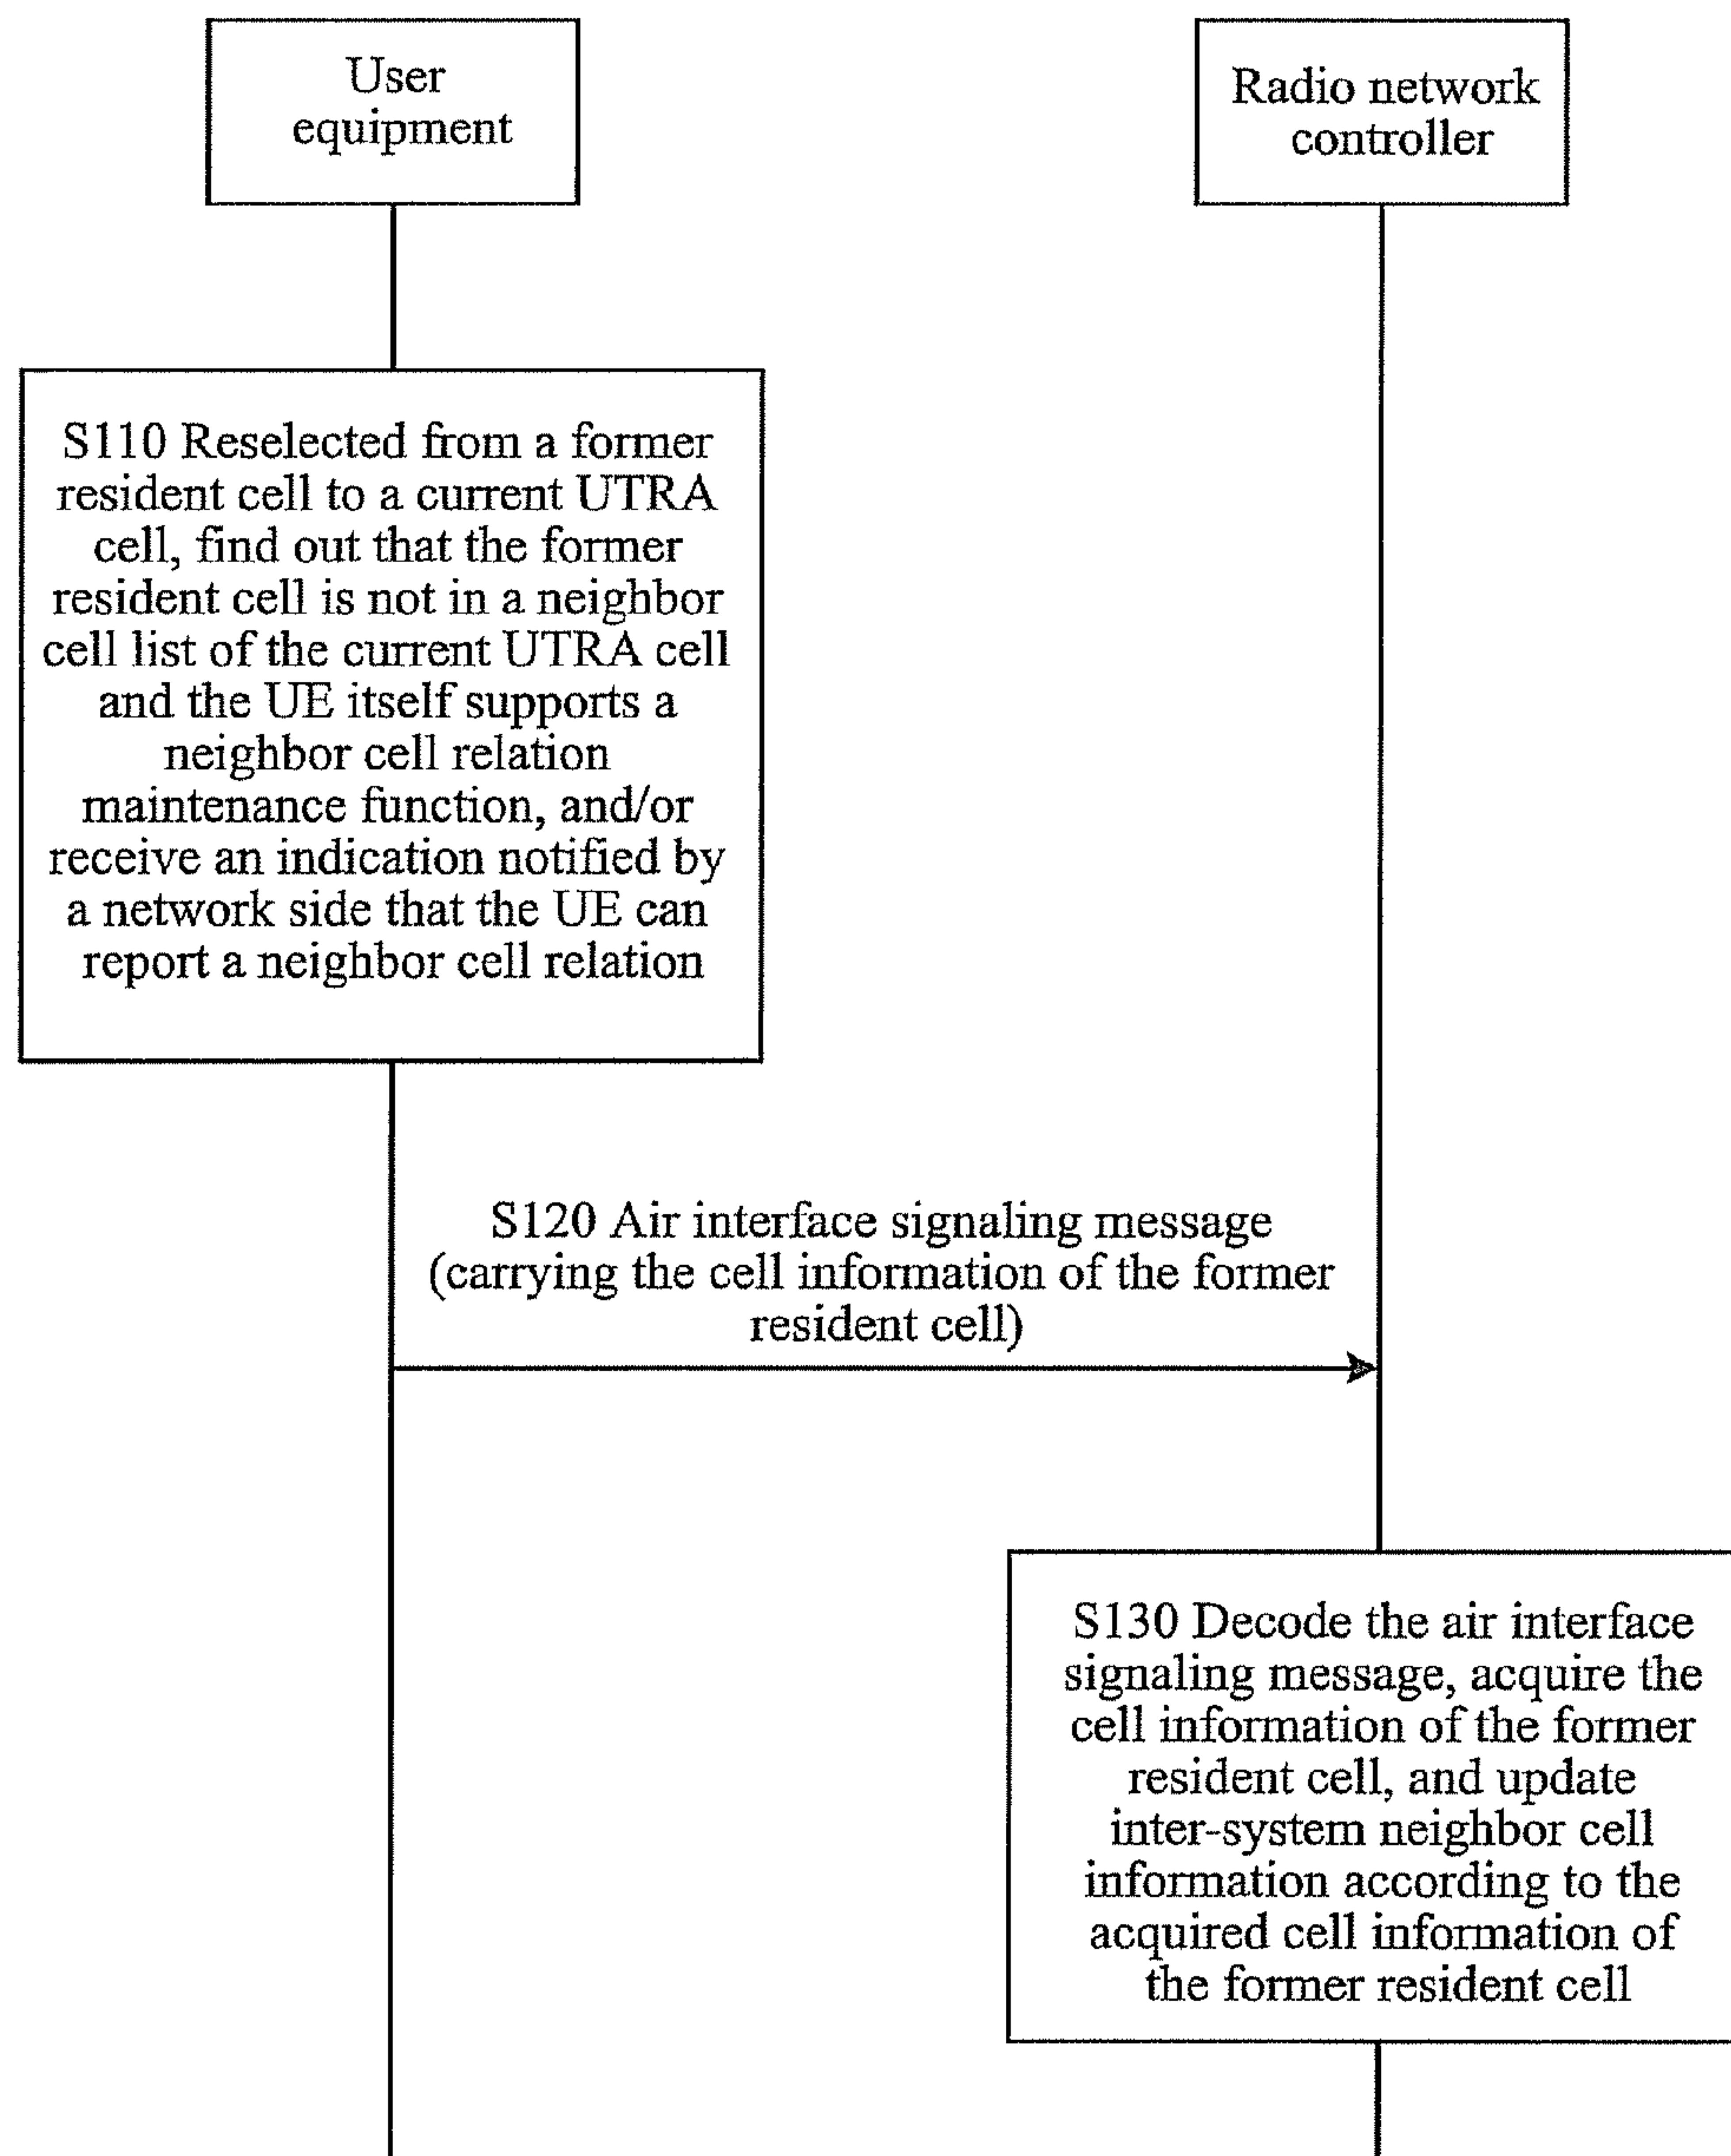 User
equipment
Radio network
controller
S110 Reselected from a former
resident cell to a current UTRA
cell, find out that the former
resident cell is not in a neighbor
cell list of the current UTRA cell
and the UE itself supports a
neighbor cell relation
maintenance function, and/or
receive an indication notified by
a network side that the UE can
report a neighbor cell relation
S120 Air interface signaling message
(carrying the cell information of the former
resident cell)
S130 Decode the air interface
signaling message, acquire the
cell information of the former
resident cell, and update
inter-system neighbor cell
information according to the
acquired cell information of
the former resident cell